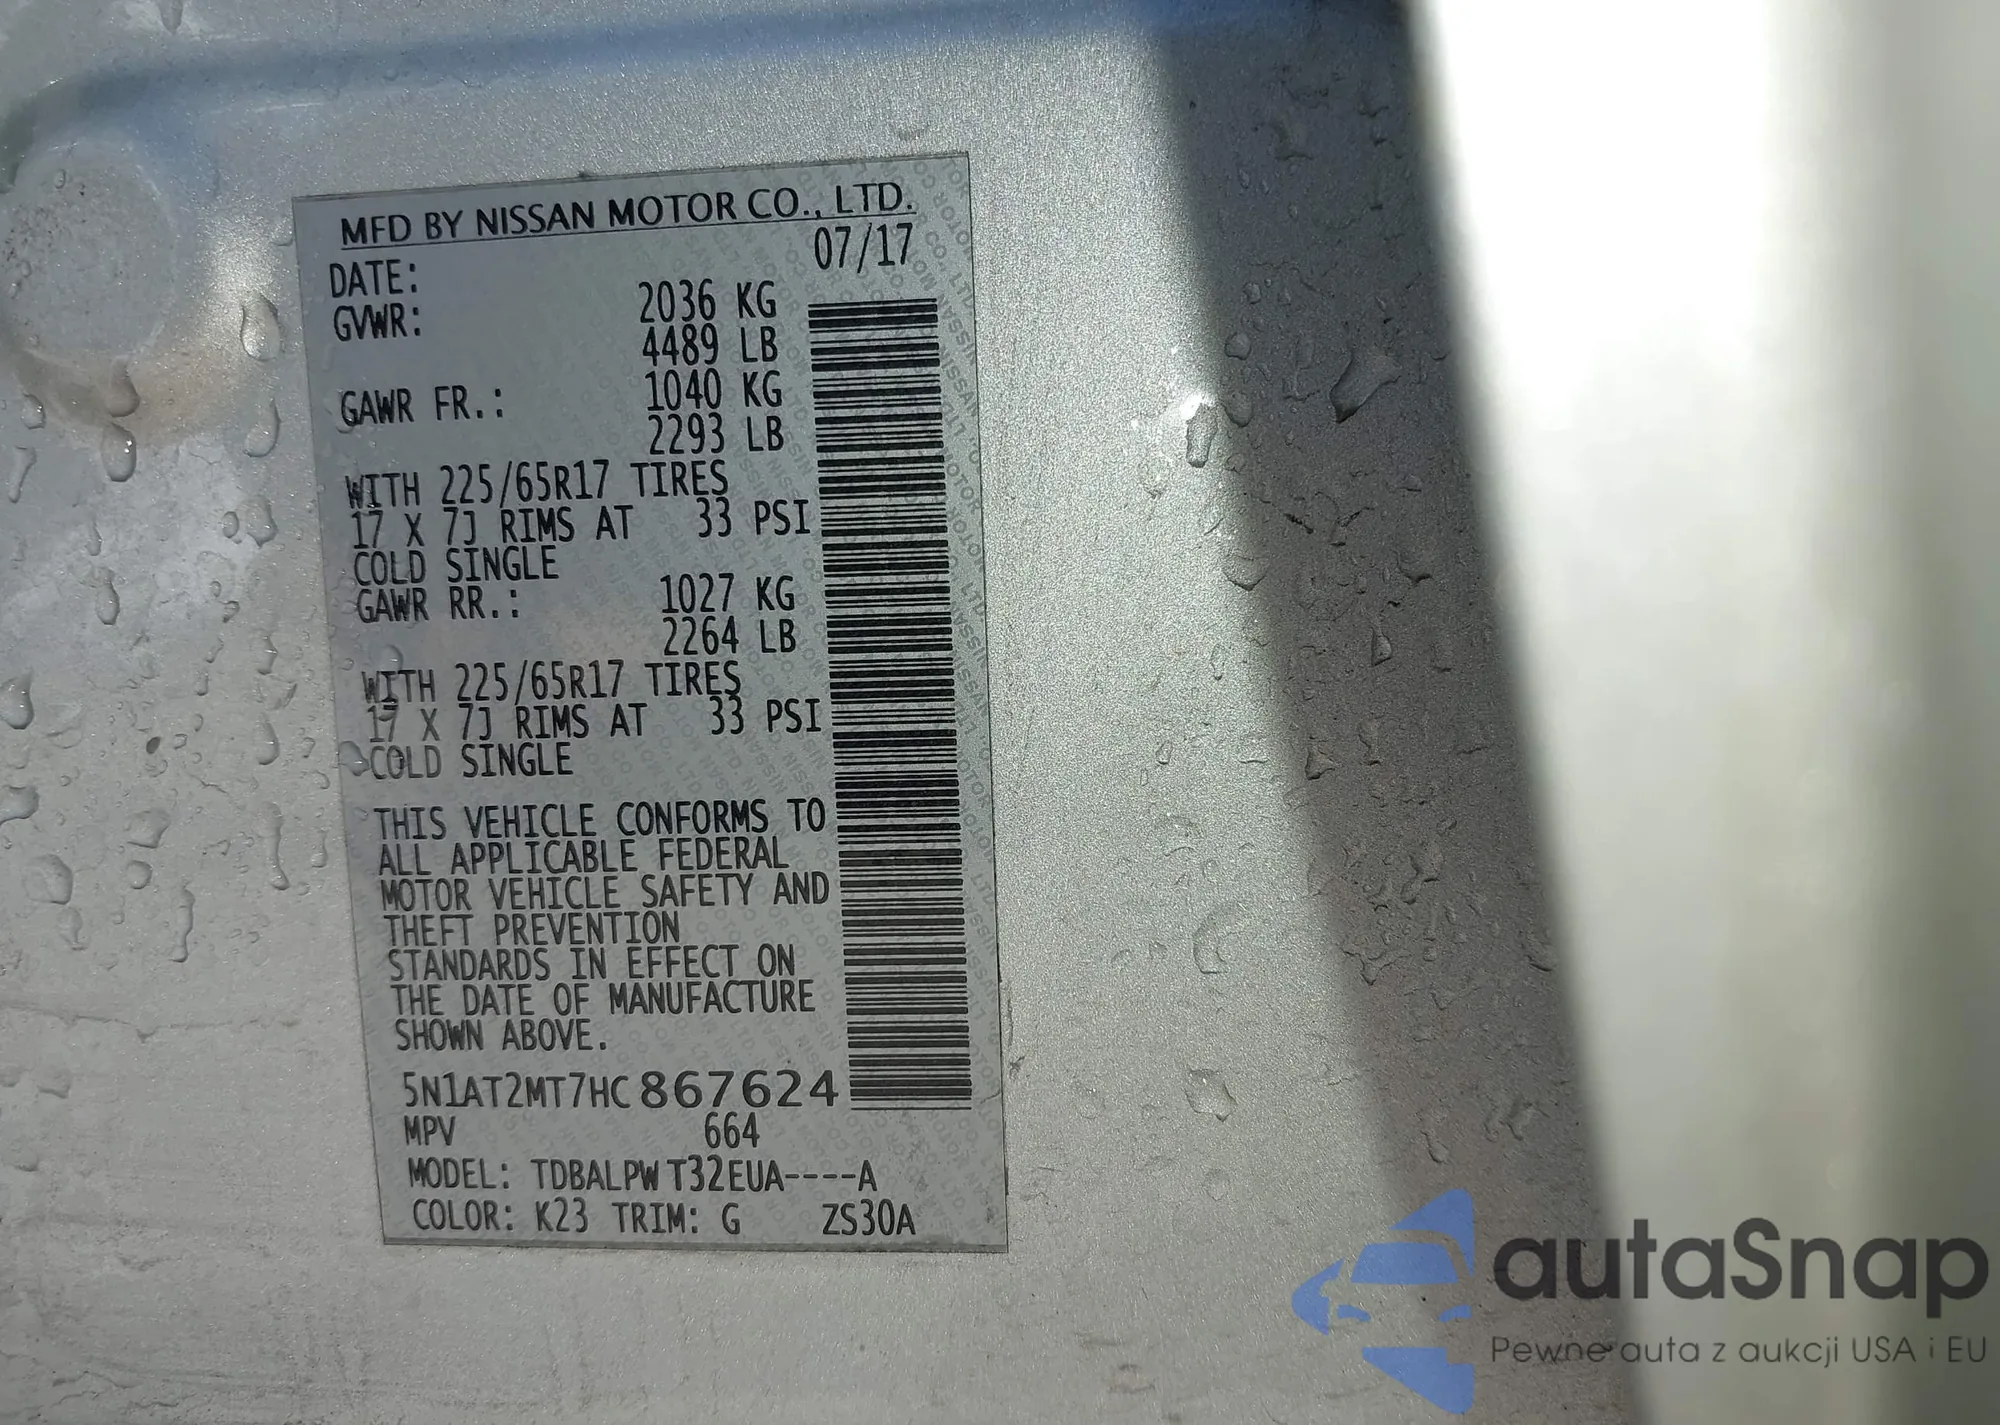 MFD BY NISSAN MOTOR CO., LTD.
DATE: 07/17
GVWR: 2036 KG
4489 LB
GAWR FR.: 1040 KG
2293 LB
WITH 225/65R17 TIRES
17 X 7J RIMS AT 33 PSI
COLD SINGLE
GAWR RR.: 1027 KG
2264 LB
WITH 225/65R17 TIRES
17 X 7J RIMS AT 33 PSI
COLD SINGLE
THIS VEHICLE CONFORMS TO
ALL APPLICABLE FEDERAL
MOTOR VEHICLE SAFETY AND
THEFT PREVENTION
STANDARDS IN EFFECT ON
THE DATE OF MANUFACTURE
SHOWN ABOVE.
5N1AT2MT7HC867624
MPV 664
MODEL: TDBALPW T32EUA----A
COLOR: K23 TRIM: G ZS30A
autaSnap
Pewne auta z aukcji USA i EU